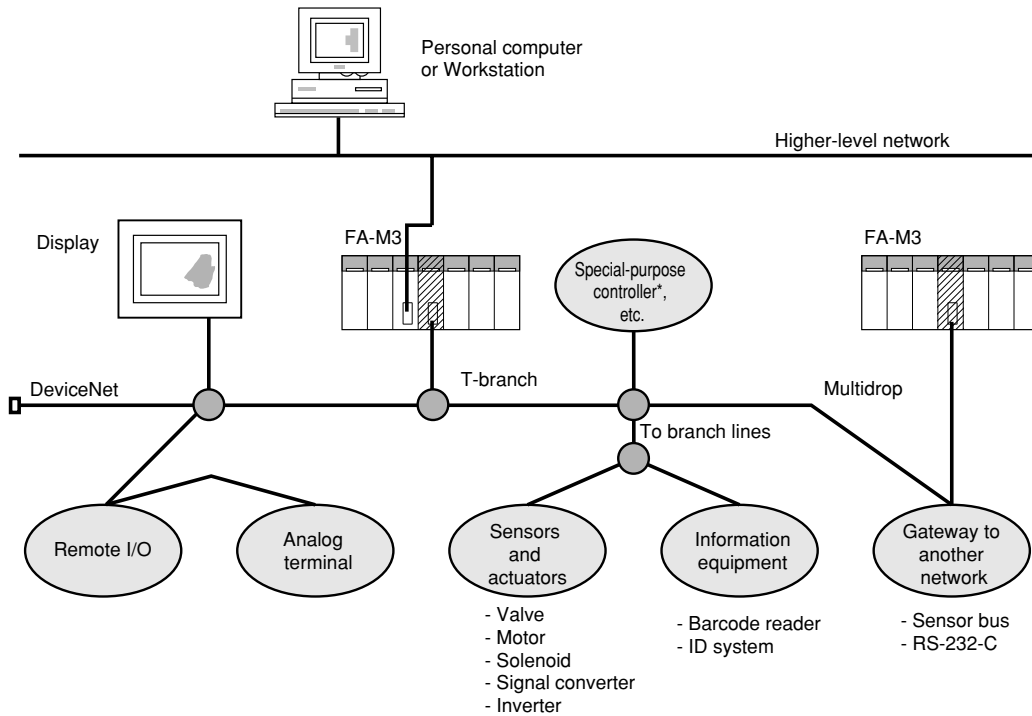 Personal computer
or Workstation
Higher-level network
Display
FA-M3
FA-M3
Special-purpose
controller*,
etc.
DeviceNet
T-branch
Multidrop
To branch lines
Remote I/O
Analog
terminal
Sensors
and
actuators
Information
equipment
Gateway to
another
network
- Valve
- Motor
- Solenoid
- Signal converter
- Inverter
- Barcode reader
- ID system
- Sensor bus
- RS-232-C